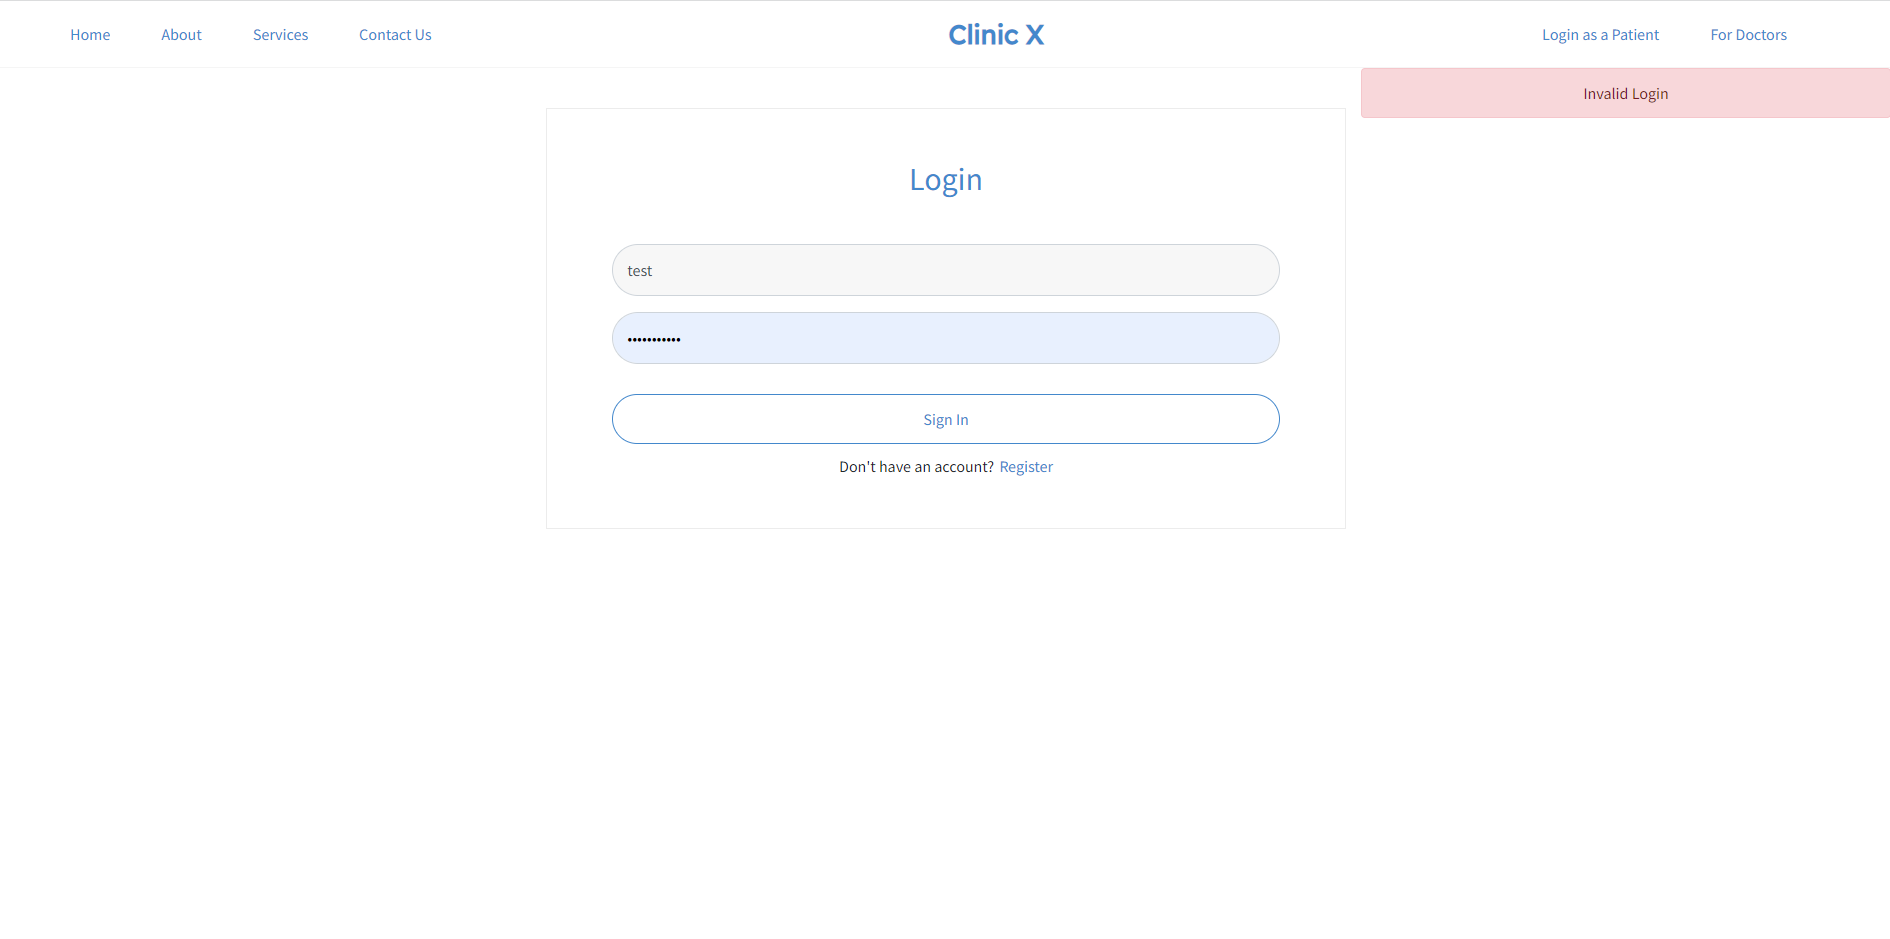 Home About Services Contact Us Clinic X Login as a Patient For Doctors
Invalid Login
Login
test
•••••••••••
Sign In
Don't have an account? Register